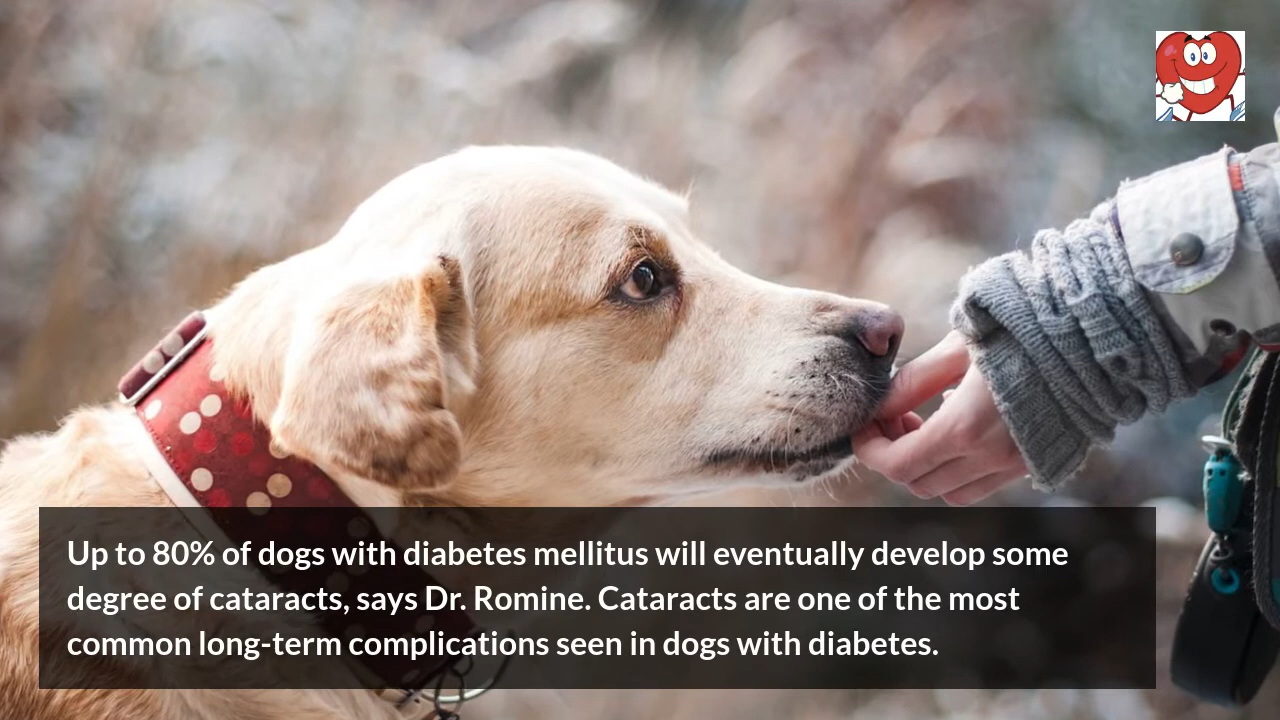 Up to 80% of dogs with diabetes mellitus will eventually develop some
degree of cataracts, says Dr. Romine. Cataracts are one of the most
common long-term complications seen in dogs with diabetes.